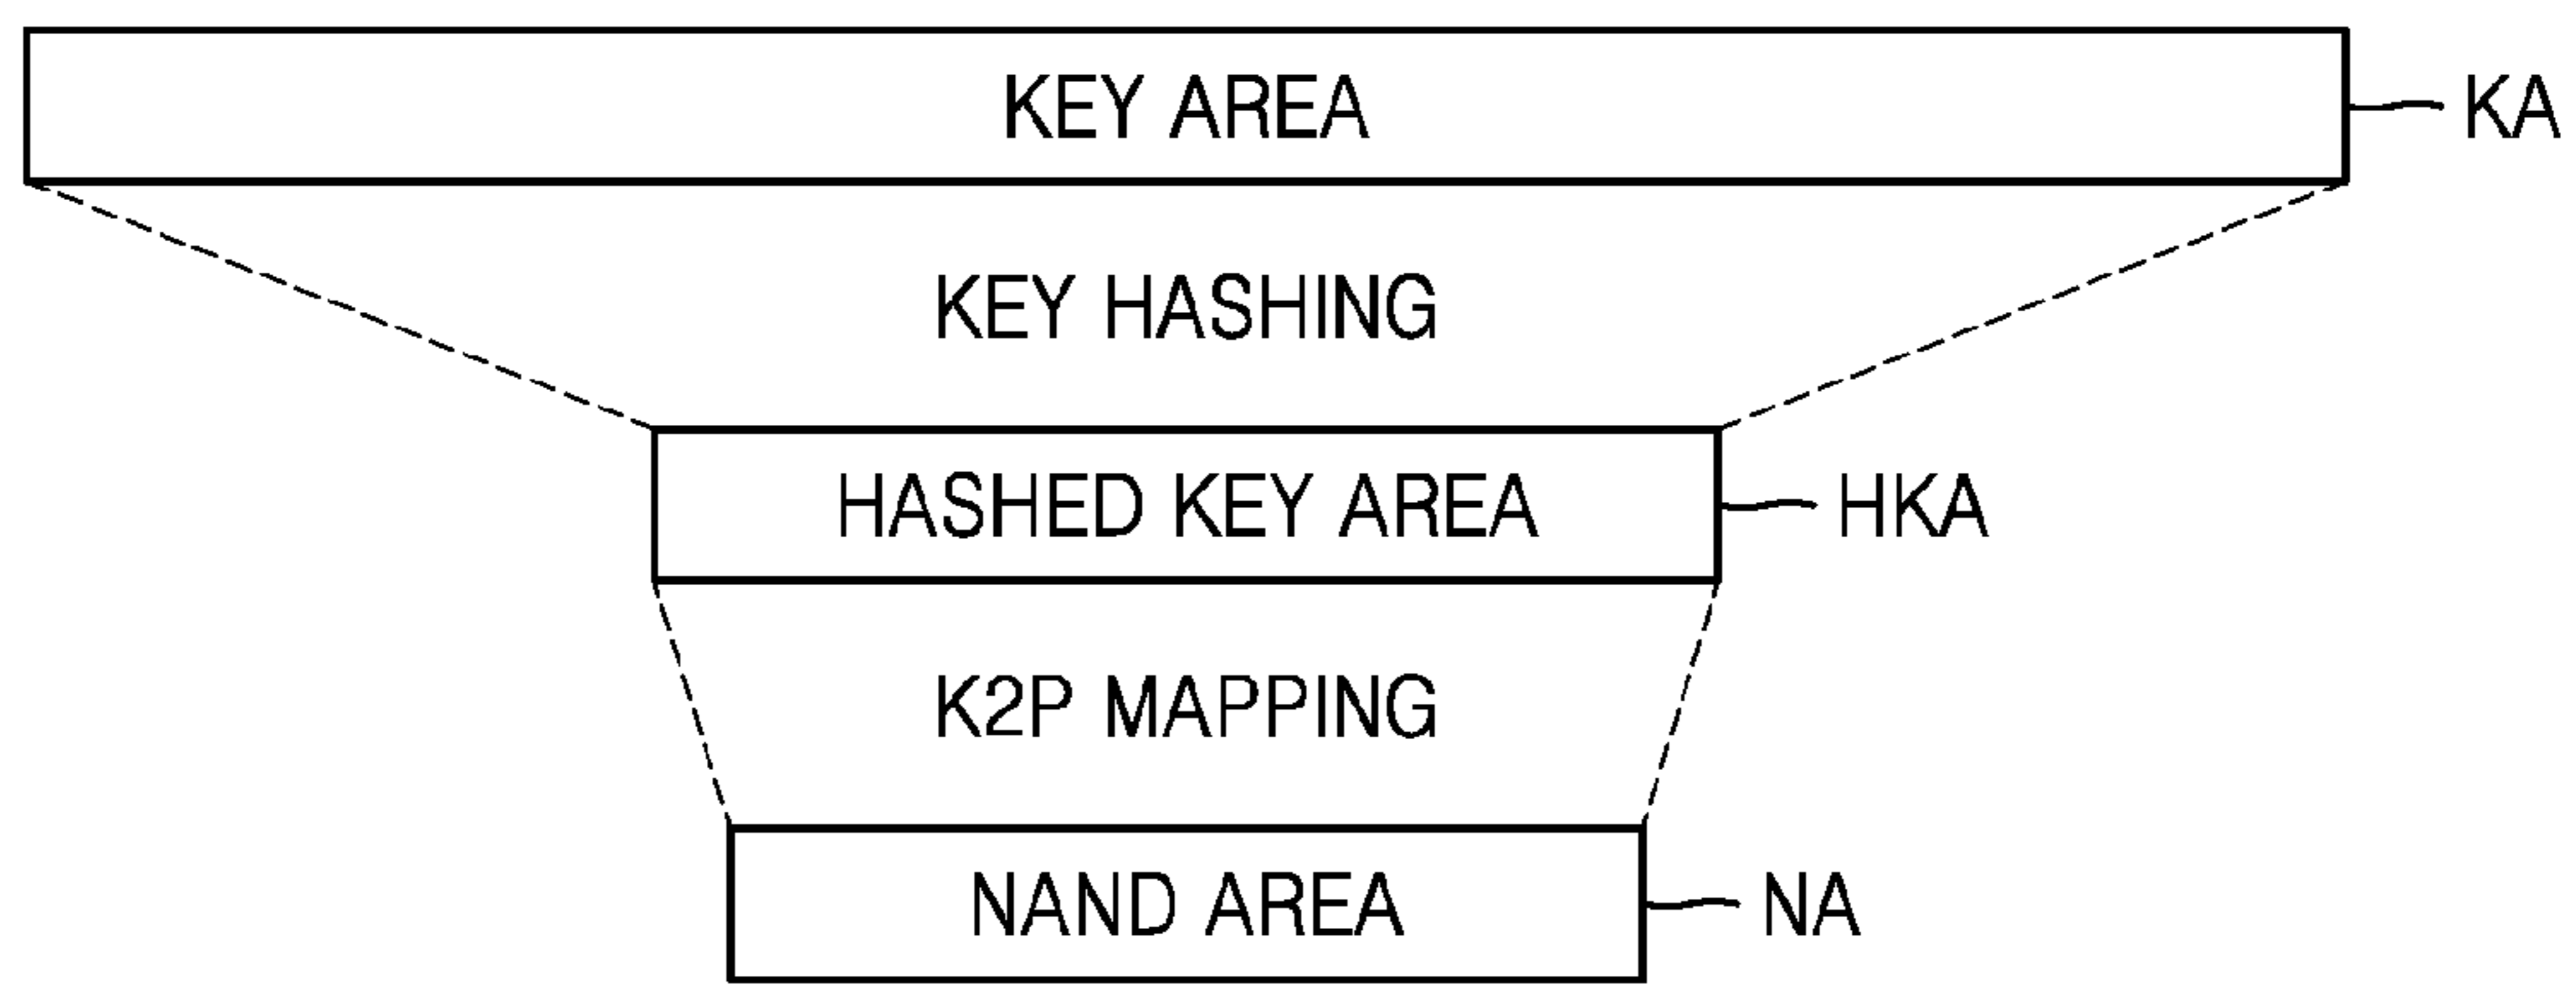 KEY AREA KA
KEY HASHING
HASHED KEY AREA HKA
K2P MAPPING
NAND AREA NA